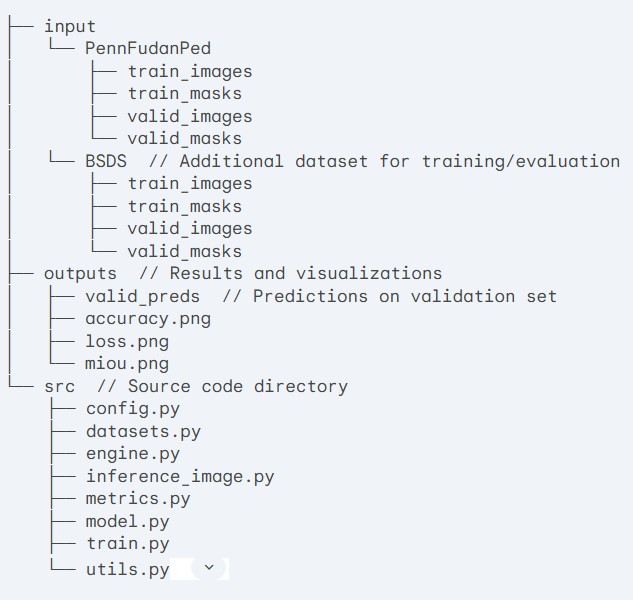 ├── input
│   └── PennFudanPed
│       ├── train_images
│       ├── train_masks
│       ├── valid_images
│       └── valid_masks
│   └── BSDS  // Additional dataset for training/evaluation
│       ├── train_images
│       ├── train_masks
│       ├── valid_images
│       └── valid_masks
├── outputs  // Results and visualizations
│   ├── valid_preds  // Predictions on validation set
│   ├── accuracy.png
│   ├── loss.png
│   └── miou.png
└── src  // Source code directory
    ├── config.py
    ├── datasets.py
    ├── engine.py
    ├── inference_image.py
    ├── metrics.py
    ├── model.py
    ├── train.py
    └── utils.py